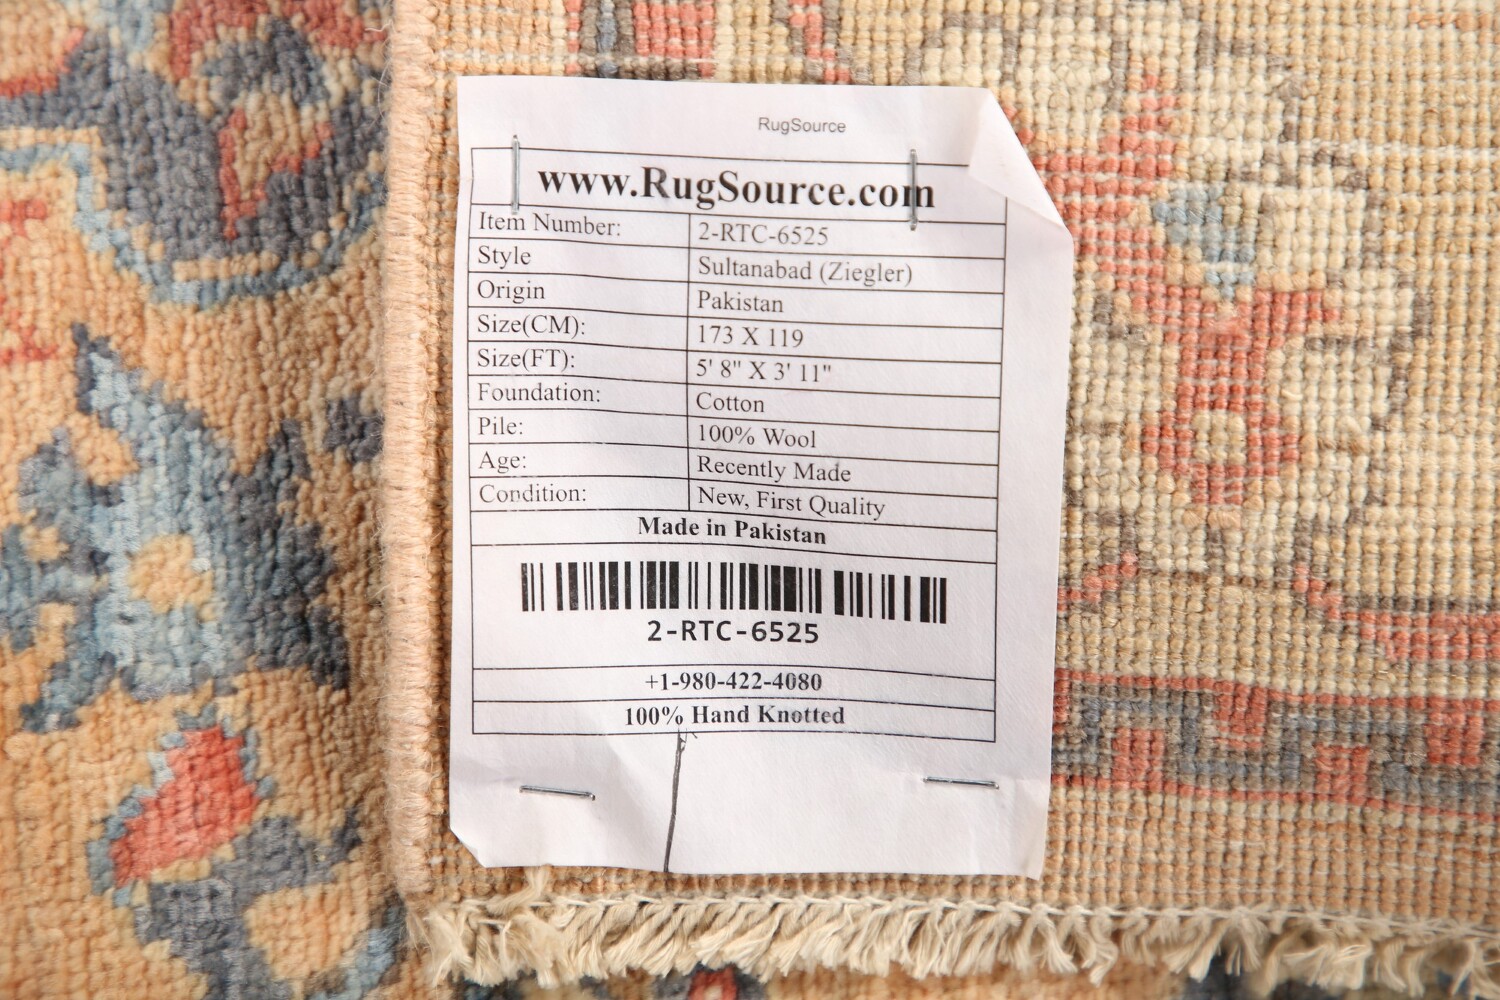 RugSource
www.RugSource.com
Item Number: 2-RTC-6525
Style Sultanabad (Ziegler)
Origin Pakistan
Size(CM): 173 X 119
Size(FT): 5' 8" X 3' 11"
Foundation: Cotton
Pile: 100% Wool
Age: Recently Made
Condition: New, First Quality
Made in Pakistan
2-RTC-6525
+1-980-422-4080
100% Hand Knotted